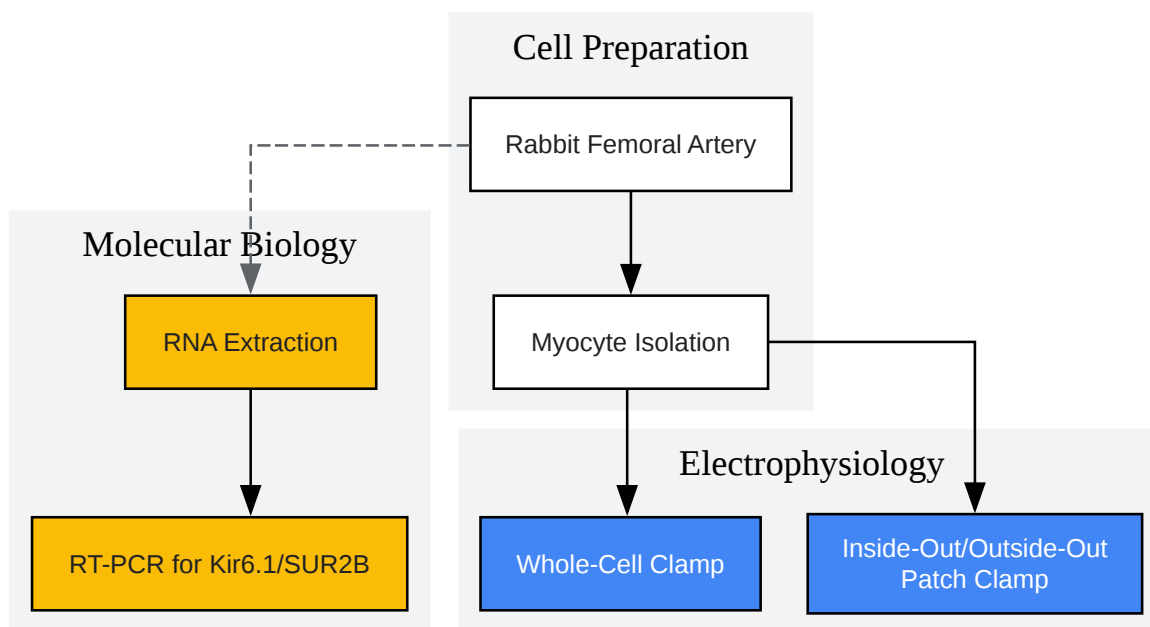 Cell Preparation
Rabbit Femoral Artery
Molecular Biology
RNA Extraction
Myocyte Isolation
Electrophysiology
RT-PCR for Kir6.1/SUR2B
Whole-Cell Clamp
Inside-Out/Outside-Out
Patch Clamp